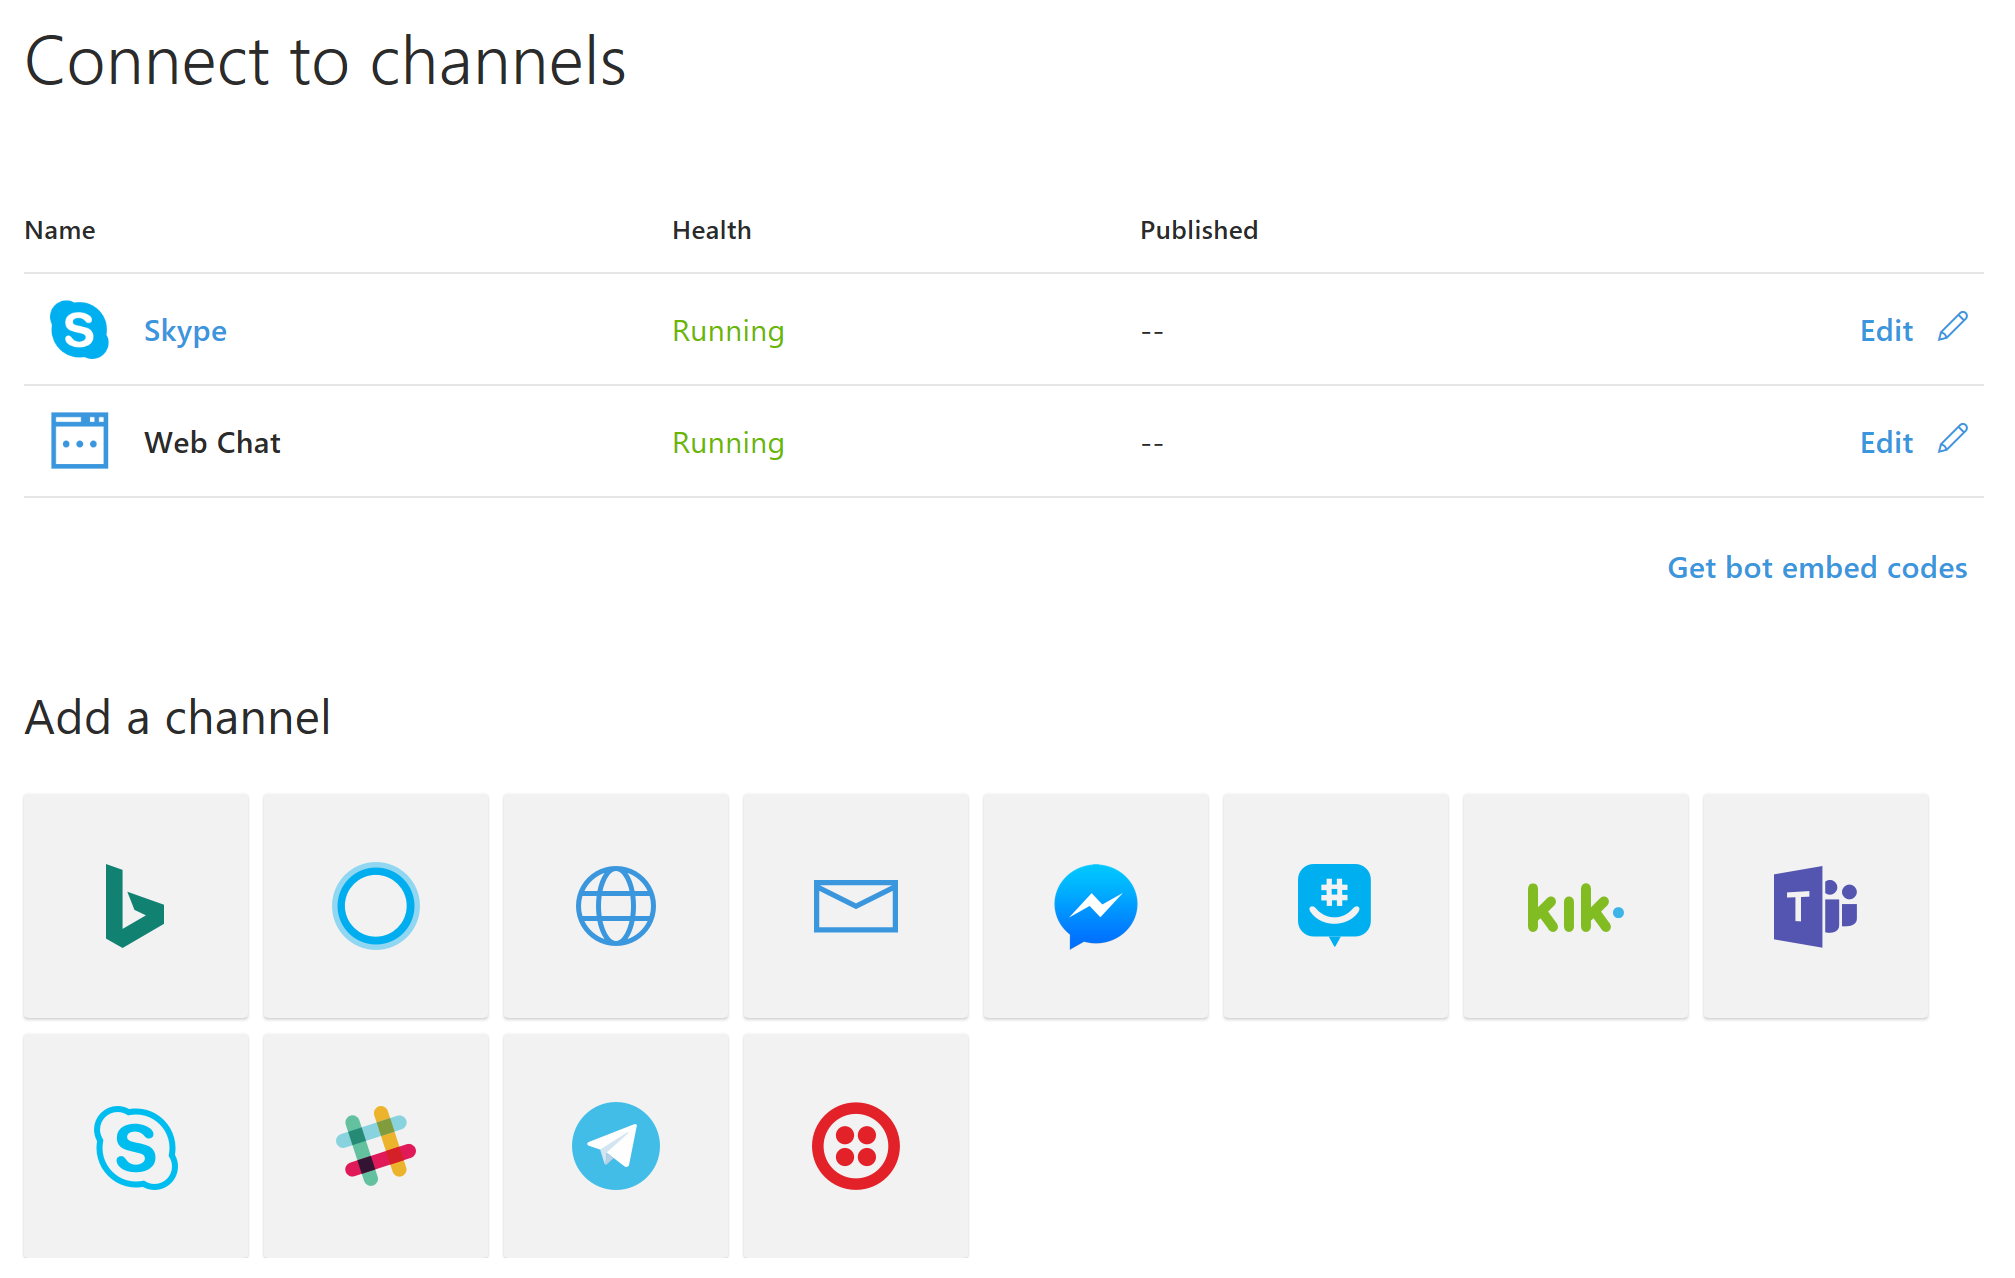 Connect to channels
Name Health Published
Skype Running -- Edit
Web Chat Running -- Edit
Get bot embed codes
Add a channel
kik.
T